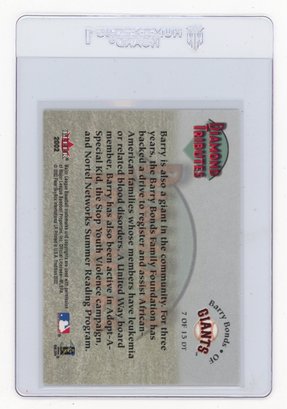 DIAMOND
TRIBUTES
Barry Bonds • OF
GIANTS
7 OF 15 DT
Barry is also a giant in the community. For three
years, the Barry Bonds Family Foundation has
backed a drive to register and assist African-
American families whose members have leukemia
or related blood disorders. A United Way board
member, Barry has also been active in Adopt-A-
Special Kid, the Stop Youth Violence campaign,
and Nortel Networks Summer Reading Program.
2002